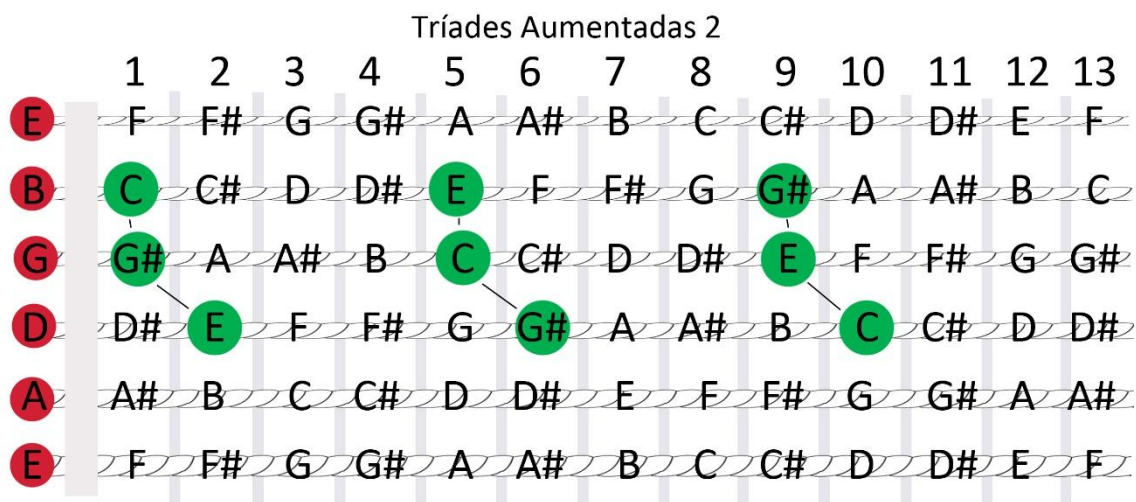 Tríades Aumentadas 2
1 2 3 4 5 6 7 8 9 10 11 12 13
E F F# G G# A A# B C C# D D# E F
B C C# D D# E F F# G G# A A# B C
G G# A A# B C C# D D# E F F# G G#
D D# E F F# G G# A A# B C C# D D#
A A# B C C# D D# E F F# G G# A A#
E F F# G G# A A# B C C# D D# E F